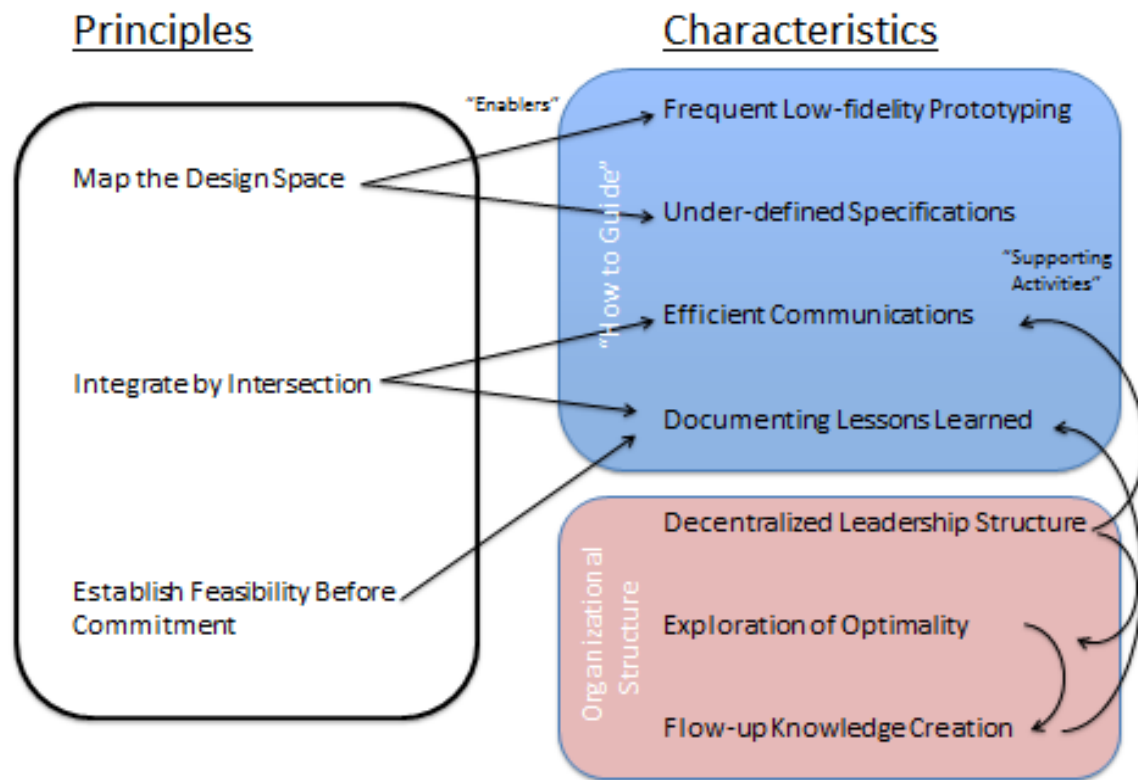 Principles
Characteristics
"Enablers"
Map the Design Space
Integrate by Intersection
Establish Feasibility Before
Commitment
"How to Guide"
Frequent Low-fidelity Prototyping
Under-defined Specifications
"Supporting
Activities"
Efficient Communications
Documenting Lessons Learned
Organizational
Structure
Decentralized Leadership Structure
Exploration of Optimality
Flow-up Knowledge Creation